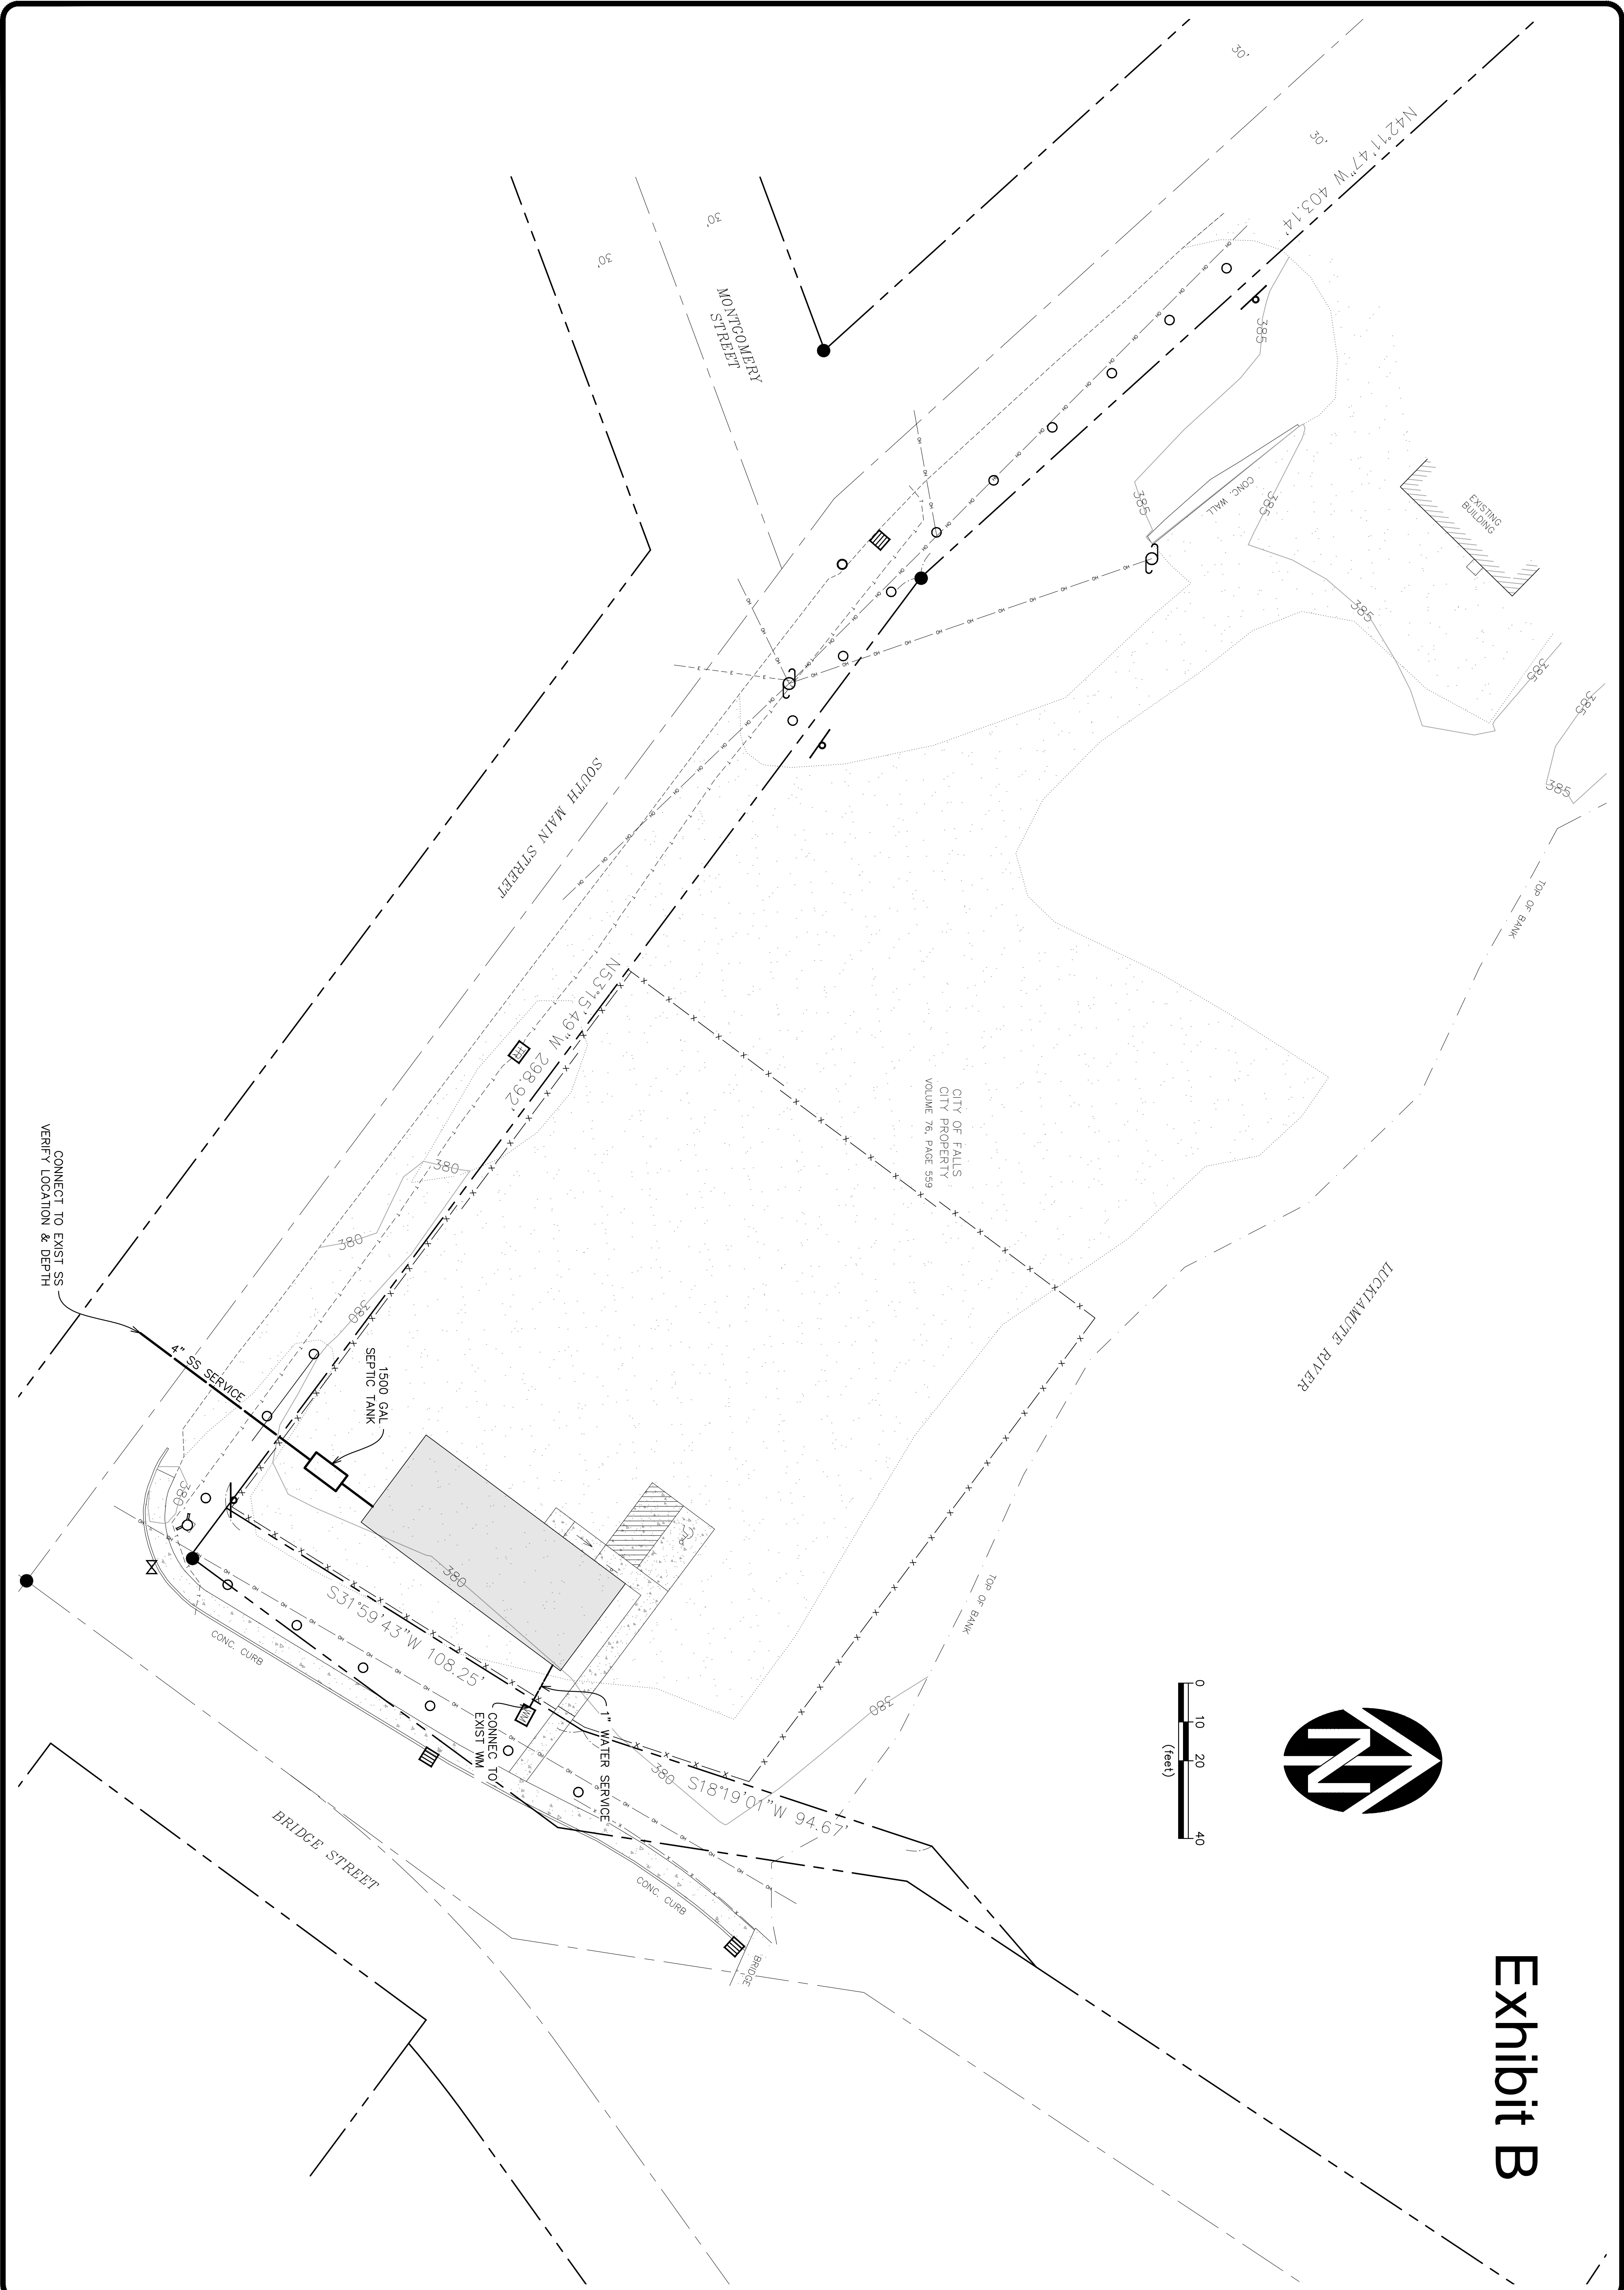 Exhibit B
N42°11'47"W 403.14'
30'
30'
30'
30'
MONTGOMERY
STREET
385
385
385
385
385
385
385
CONC. WALL
EXISTING
BUILDING
TOP OF BANK
SOUTH MAIN STREET
N53°15'49"W 298.92'
CITY OF FALLS
CITY PROPERTY
VOLUME 76, PAGE 559
LUCKIAMUTE RIVER
380
380
380
380
380
380
380
CONNECT TO EXIST SS
VERIFY LOCATION & DEPTH
4" SS SERVICE
1500 GAL
SEPTIC TANK
TOP OF BANK
S31°59'43"W 108.25'
CONC. CURB
WM
1" WATER SERVICE
CONNEC TO
EXIST WM
S18°19'01"W 94.67'
CONC. CURB
BRIDGE
BRIDGE STREET
N
0
10
20
40
(feet)